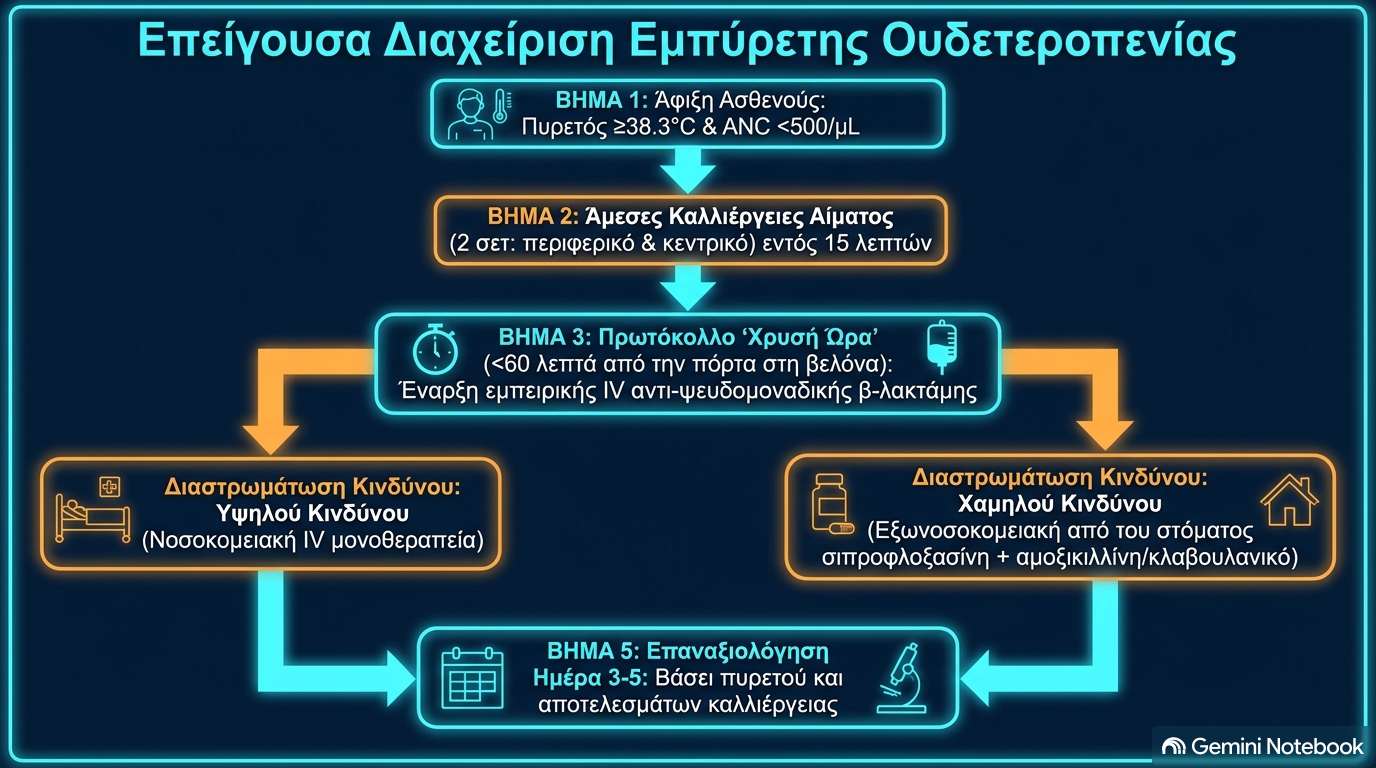 Επείγουσα Διαχείριση Εμπύρετης Ουδετεροπενίας
ΒΗΜΑ 1: Άφιξη Ασθενούς:
Πυρετός ≥38.3°C & ANC <500/μL
ΒΗΜΑ 2: Άμεσες Καλλιέργειες Αίματος
(2 σετ: περιφερικό & κεντρικό) εντός 15 λεπτών
ΒΗΜΑ 3: Πρωτόκολλο ‘Χρυσή Ώρα’
(<60 λεπτά από την πόρτα στη βελόνα):
Έναρξη εμπειρικής IV αντι-ψευδομοναδικής β-λακτάμης
Διαστρωμάτωση Κινδύνου:
Υψηλού Κινδύνου
(Νοσοκομειακή IV μονοθεραπεία)
Διαστρωμάτωση Κινδύνου:
Χαμηλού Κινδύνου
(Εξωνοσοκομειακή από του στόματος
σιπροφλοξασίνη + αμοξικιλλίνη/κλαβουλανικό)
ΒΗΜΑ 5: Επαναξιολόγηση
Ημέρα 3-5: Βάσει πυρετού και
αποτελεσμάτων καλλιέργειας
Gemini Notebook